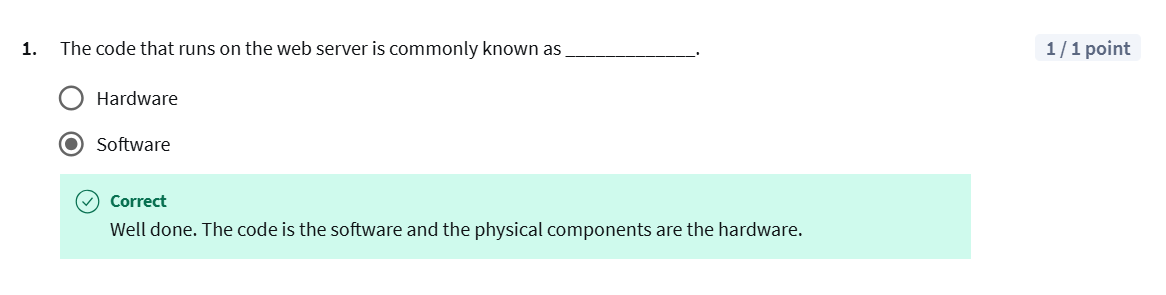 1. The code that runs on the web server is commonly known as _____________. 1 / 1 point
Hardware
Software
Correct
Well done. The code is the software and the physical components are the hardware.